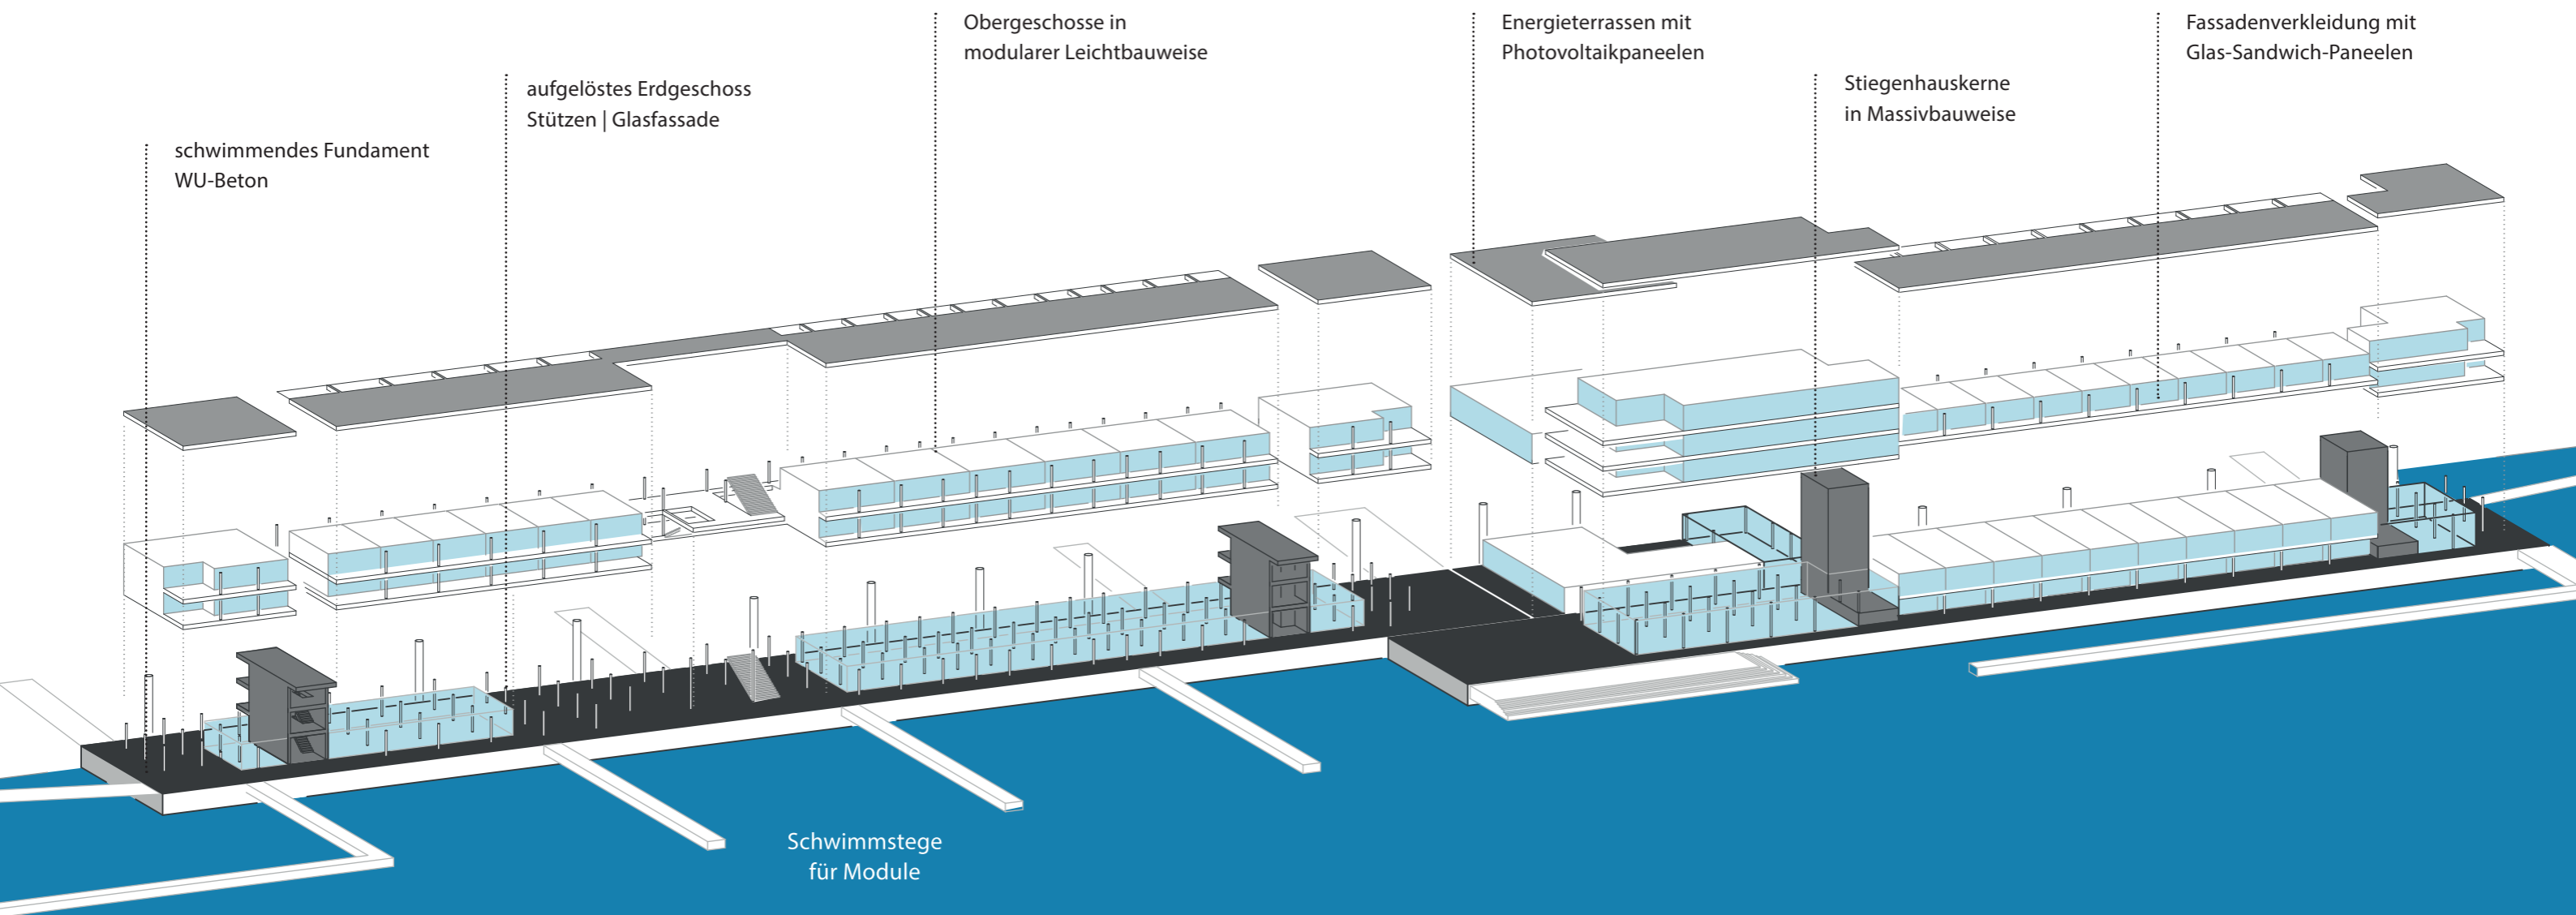 schwimmendes Fundament
WU-Beton
aufgelöstes Erdgeschoss
Stützen | Glasfassade
Obergeschosse in
modularer Leichtbauweise
Energieterrassen mit
Photovoltaikpaneelen
Stiegenhauskerne
in Massivbauweise
Fassadenverkleidung mit
Glas-Sandwich-Paneelen
Schwimmstege
für Module